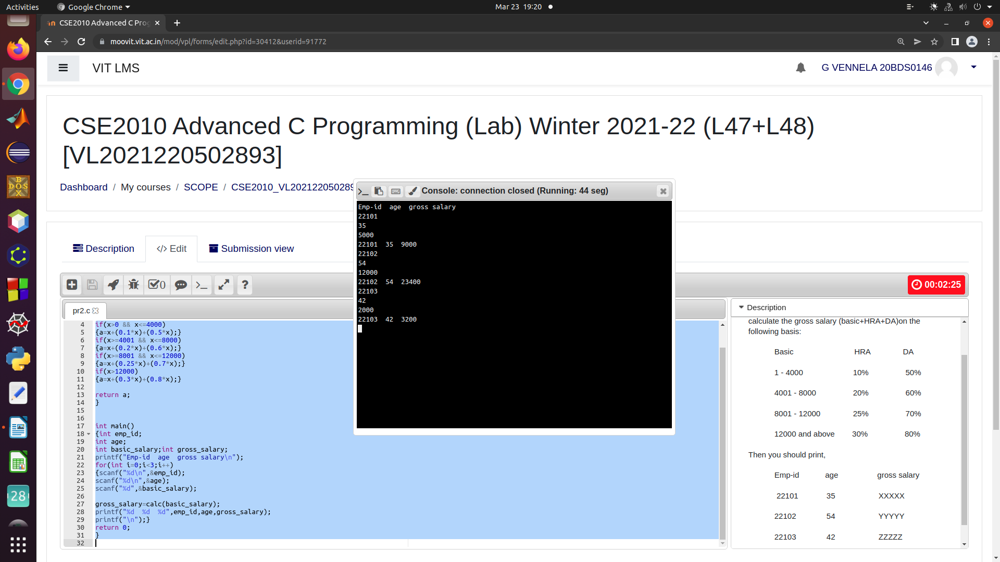 Activities
Google Chrome
Mar 23 19:20
CSE2010 Advanced C Prog
moovit.vit.ac.in/mod/vpl/forms/edit.php?id=30412&userid=91772
VIT LMS
G VENNELA 20BDS0146
CSE2010 Advanced C Programming (Lab) Winter 2021-22 (L47+L48)
[VL2021220502893]
Dashboard / My courses / SCOPE / CSE2010_VL202122050289
Description
</> Edit
Submission view
0
>_
?
00:02:25
pr2.c
4 if(x>0 && x<=4000)
5 {a=x+(0.1*x)+(0.5*x);}
6 if(x>=4001 && x<=8000)
7 {a=x+(0.2*x)+(0.6*x);}
8 if(x>=8001 && x<=12000)
9 {a=x+(0.25*x)+(0.7*x);}
10 if(x>12000)
11 {a=x+(0.3*x)+(0.8*x);}
12
13 return a;
14 }
15
16
17 int main()
18 {int emp_id;
19 int age;
20 int basic_salary;int gross_salary;
21 printf("Emp-id  age  gross salary\n");
22 for(int i=0;i<3;i++)
23 {scanf("%d\n",&emp_id);
24 scanf("%d\n",&age);
25 scanf("%d",&basic_salary);
26
27 gross_salary=calc(basic_salary);
28 printf("%d  %d  %d",emp_id,age,gross_salary);
29 printf("\n");}
30 return 0;
31 }
32
>_ Console: connection closed (Running: 44 seg)
Emp-id  age  gross salary
22101
35
5000
22101  35  9000
22102
54
12000
22102  54  23400
22103
42
2000
22103  42  3200
Description
calculate the gross salary (basic+HRA+DA)on the
following basis:
Basic HRA DA
1 - 4000 10% 50%
4001 - 8000 20% 60%
8001 - 12000 25% 70%
12000 and above 30% 80%
Then you should print,
Emp-id age gross salary
22101 35 XXXXX
22102 54 YYYYY
22103 42 ZZZZZ
BOX
DOS
28